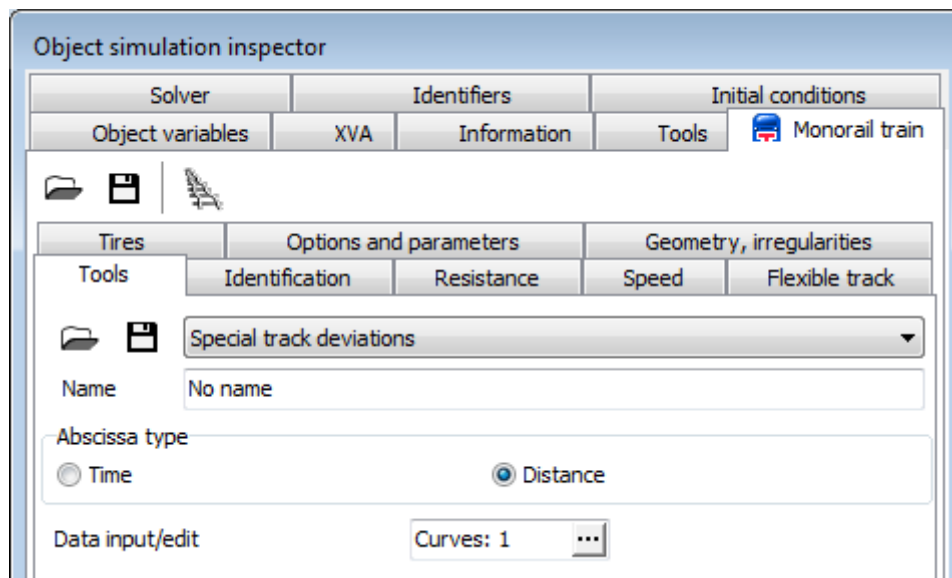 Object simulation inspector
Solver Identifiers Initial conditions
Object variables XVA Information Tools Monorail train
Tires Options and parameters Geometry, irregularities
Tools Identification Resistance Speed Flexible track
Special track deviations
Name No name
Abscissa type
Time Distance
Data input/edit Curves: 1 ...